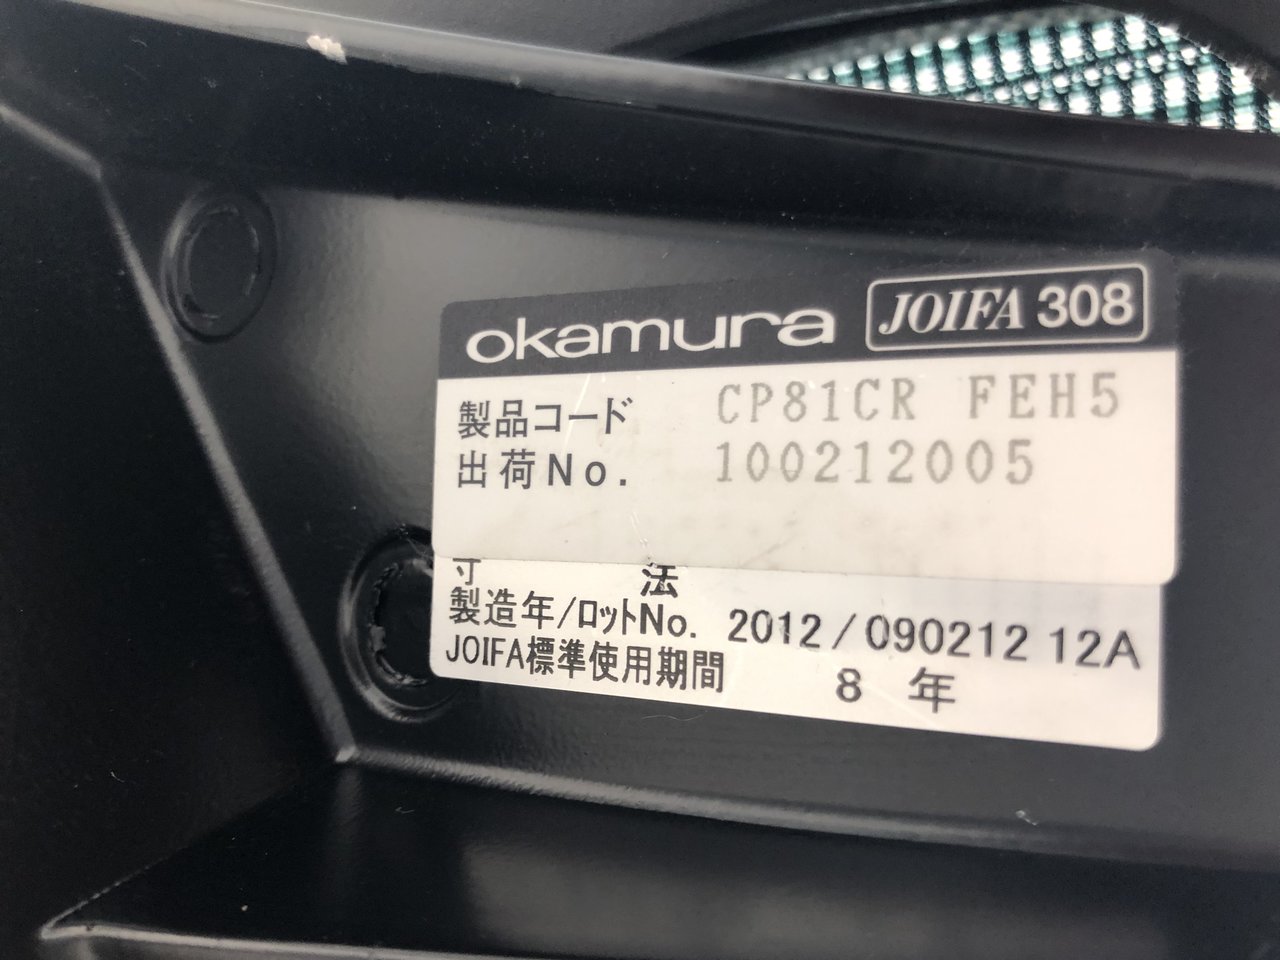 okamura JOIFA 308
製品コード CP81CR FEH5
出荷No. 100212005
寸 法
製造年/ロットNo. 2012/090212 12A
JOIFA標準使用期間 8 年